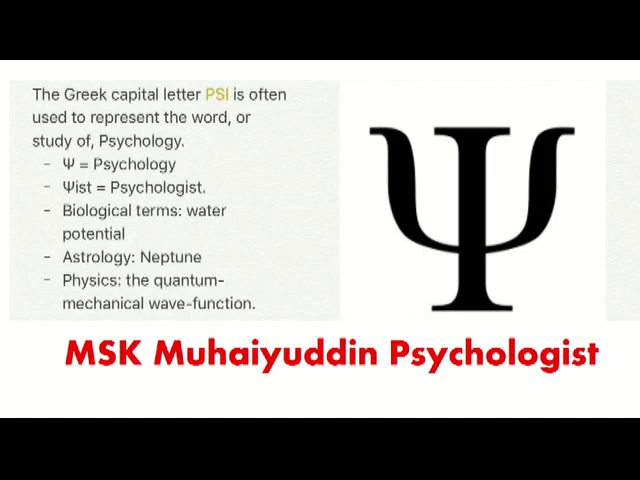 The Greek capital letter PSI is often
used to represent the word, or
study of, Psychology.
- Ψ = Psychology
- Ψist = Psychologist.
- Biological terms: water
potential
- Astrology: Neptune
- Physics: the quantum-
mechanical wave-function.
Ψ
MSK Muhaiyuddin Psychologist